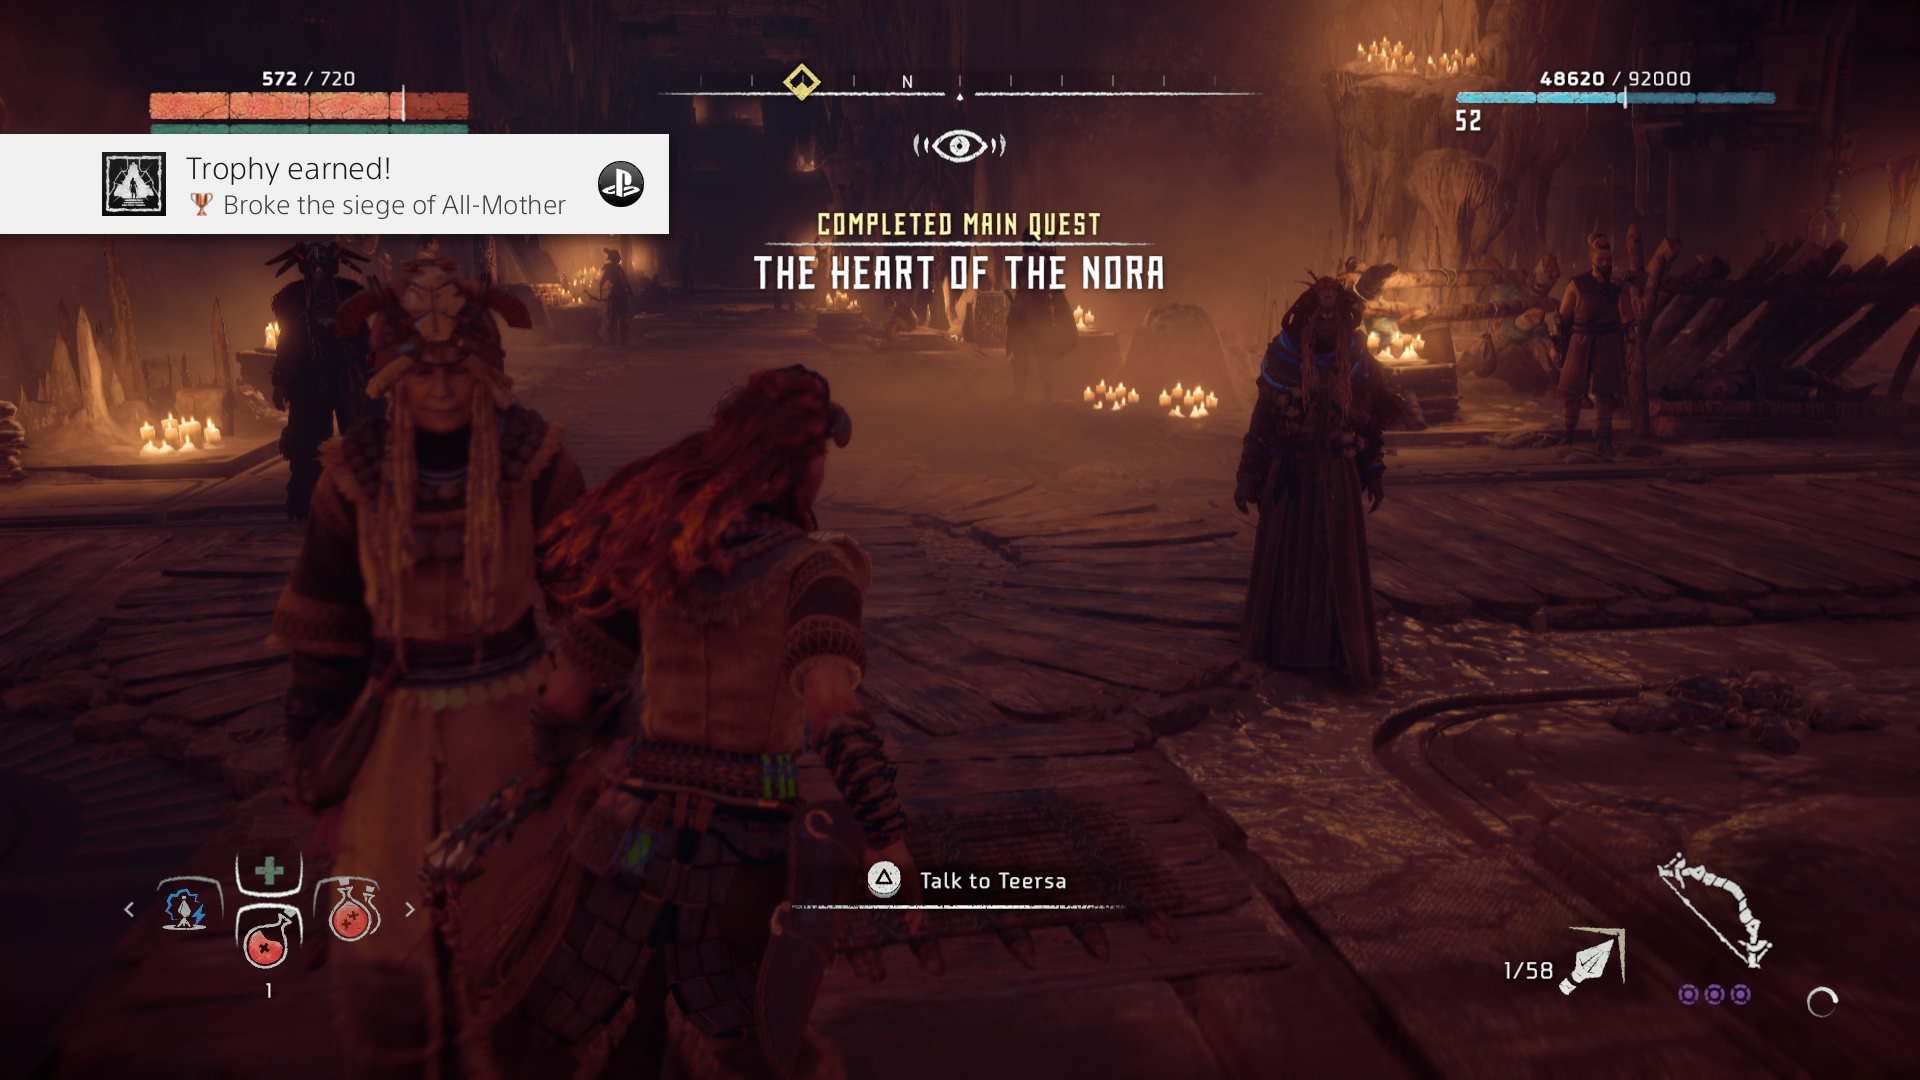 572 / 720
N
48620 / 92000
52
Trophy earned!
Broke the siege of All-Mother
COMPLETED MAIN QUEST
THE HEART OF THE NORA
Talk to Teersa
1/58
1